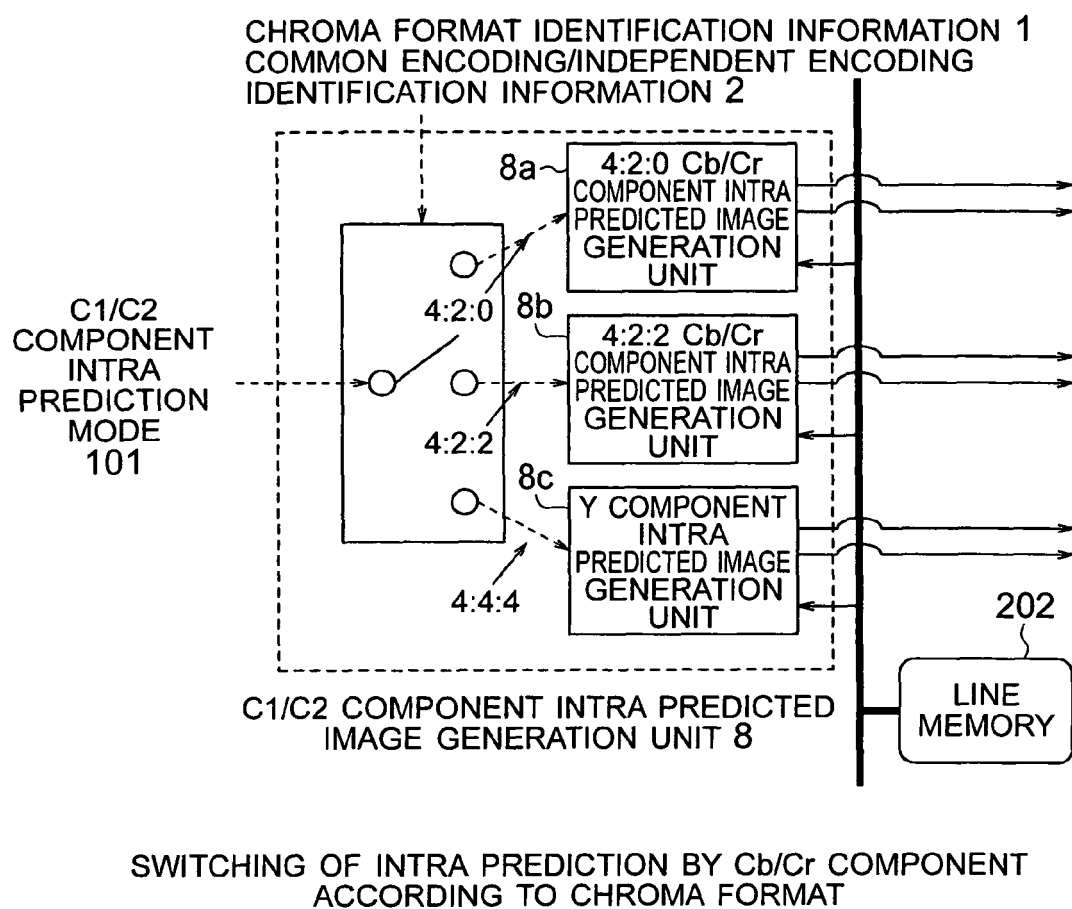 CHROMA FORMAT IDENTIFICATION INFORMATION 1
COMMON ENCODING/INDEPENDENT ENCODING
IDENTIFICATION INFORMATION 2
8a
4:2:0 Cb/Cr
COMPONENT INTRA
PREDICTED IMAGE
GENERATION
UNIT
4:2:0
C1/C2
COMPONENT
INTRA
PREDICTION
MODE
101
8b
4:2:2 Cb/Cr
COMPONENT INTRA
PREDICTED IMAGE
GENERATION
UNIT
4:2:2
8c
Y COMPONENT
INTRA
PREDICTED IMAGE
GENERATION
UNIT
4:4:4
202
LINE
MEMORY
C1/C2 COMPONENT INTRA PREDICTED
IMAGE GENERATION UNIT 8
SWITCHING OF INTRA PREDICTION BY Cb/Cr COMPONENT
ACCORDING TO CHROMA FORMAT